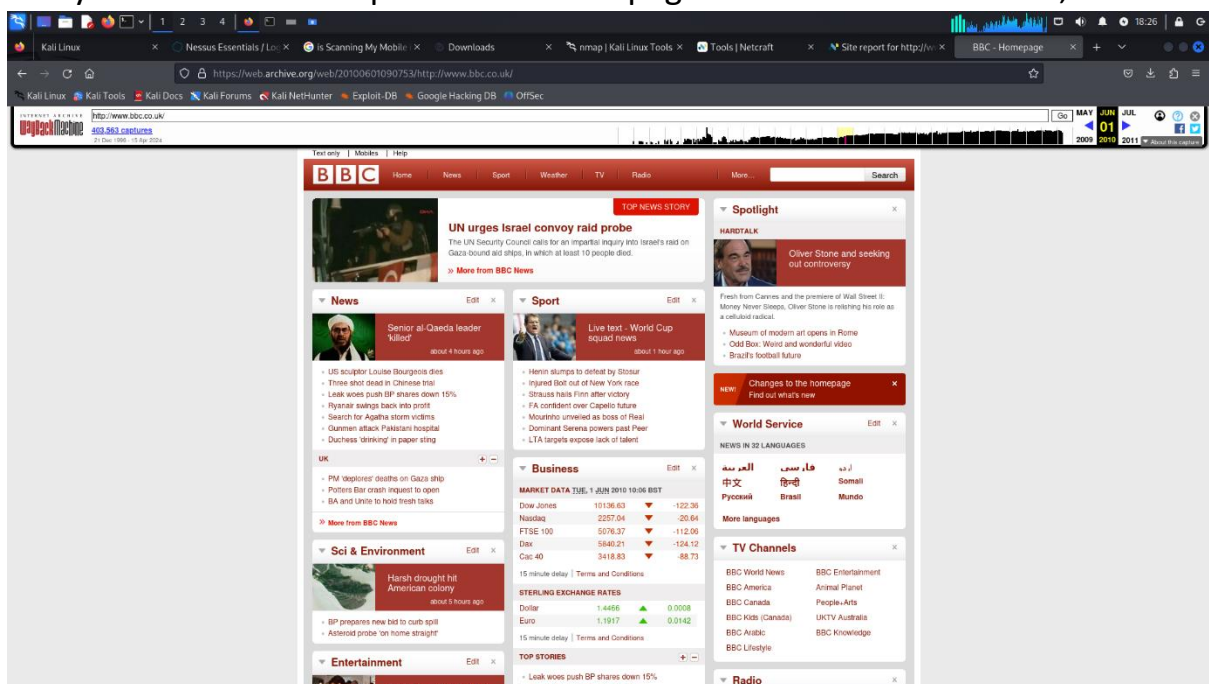 1 2 3 4
18:26
Kali Linux
Nessus Essentials / Log
is Scanning My Mobile
Downloads
nmap | Kali Linux Tools
Tools | Netcraft
Site report for http://w
BBC - Homepage
https://web.archive.org/web/20100601090753/http://www.bbc.co.uk/
Kali Linux Kali Tools Kali Docs Kali Forums Kali NetHunter Exploit-DB Google Hacking DB OffSec
INTERNET ARCHIVE
WayBackMachine
http://www.bbc.co.uk/
Go
403,563 captures
21 Dec 1996 - 15 Apr 2024
MAY JUN JUL
01
2009 2010 2011
About this capture
Text only | Mobiles | Help
BBC Home News Sport Weather TV Radio More... Search
TOP NEWS STORY
UN urges Israel convoy raid probe
The UN Security Council calls for an impartial inquiry into Israel's raid on
Gaza-bound aid ships, in which at least 10 people died.
» More from BBC News
News Edit
Senior al-Qaeda leader
'killed'
about 4 hours ago
US sculptor Louise Bourgeois dies
Three shot dead in Chinese trial
Leak woes push BP shares down 15%
Ryanair swings back into profit
Search for Agatha storm victims
Gunmen attack Pakistani hospital
Duchess 'drinking' in paper sting
UK
PM 'deplores' deaths on Gaza ship
Potters Bar crash inquest to open
BA and Unite to hold fresh talks
» More from BBC News
Sci & Environment Edit
Harsh drought hit
American colony
about 5 hours ago
BP prepares new bid to curb spill
Asteroid probe 'on home straight'
Entertainment Edit
Sport Edit
Live text - World Cup
squad news
about 1 hour ago
Henin slumps to defeat by Stosur
Injured Bolt out of New York race
Strauss hails Finn after victory
FA confident over Capello future
Mourinho unveiled as boss of Real
Dominant Serena powers past Peer
LTA targets expose lack of talent
Business Edit
MARKET DATA TUE, 1 JUN 2010 10:06 BST
Dow Jones 10136.63 ▼ -122.36
Nasdaq 2257.04 ▼ -20.64
FTSE 100 5076.37 ▼ -112.06
Dax 5840.21 ▼ -124.12
Cac 40 3418.83 ▼ -88.73
15 minute delay | Terms and Conditions
STERLING EXCHANGE RATES
Dollar 1.4466 ▲ 0.0008
Euro 1.1917 ▲ 0.0142
15 minute delay | Terms and Conditions
TOP STORIES
Leak woes push BP shares down 15%
Spotlight
HARDTALK
Oliver Stone and seeking
out controversy
Fresh from Cannes and the premiere of Wall Street II:
Money Never Sleeps, Oliver Stone is relishing his role as
a celluloid radical.
Museum of modern art opens in Rome
Odd Box: Weird and wonderful video
Brazil's football future
NEW! Changes to the homepage
Find out what's new
World Service Edit
NEWS IN 32 LANGUAGES
العربية فارسی اردو
中文 हिन्दी Somali
Русский Brasil Mundo
More languages
TV Channels
BBC World News BBC Entertainment
BBC America Animal Planet
BBC Canada People+Arts
BBC Kids (Canada) UKTV Australia
BBC Arabic BBC Knowledge
BBC Lifestyle
Radio